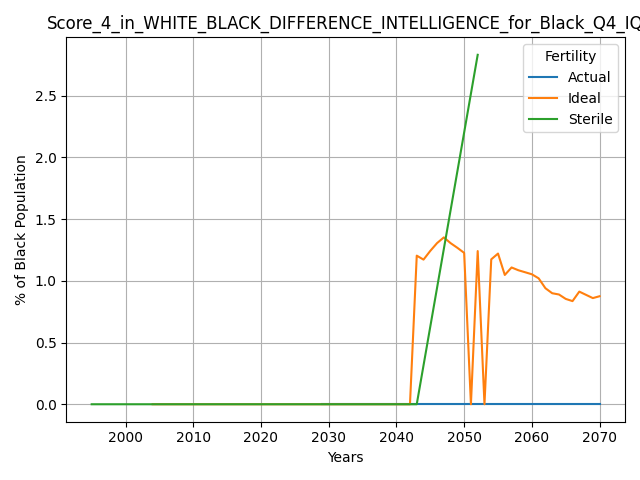 Score_4_in_WHITE_BLACK_DIFFERENCE_INTELLIGENCE_for_Black_Q4_IQ
Fertility
Actual
Ideal
Sterile
% of Black Population
2.5
2.0
1.5
1.0
0.5
0.0
2000 2010 2020 2030 2040 2050 2060 2070
Years